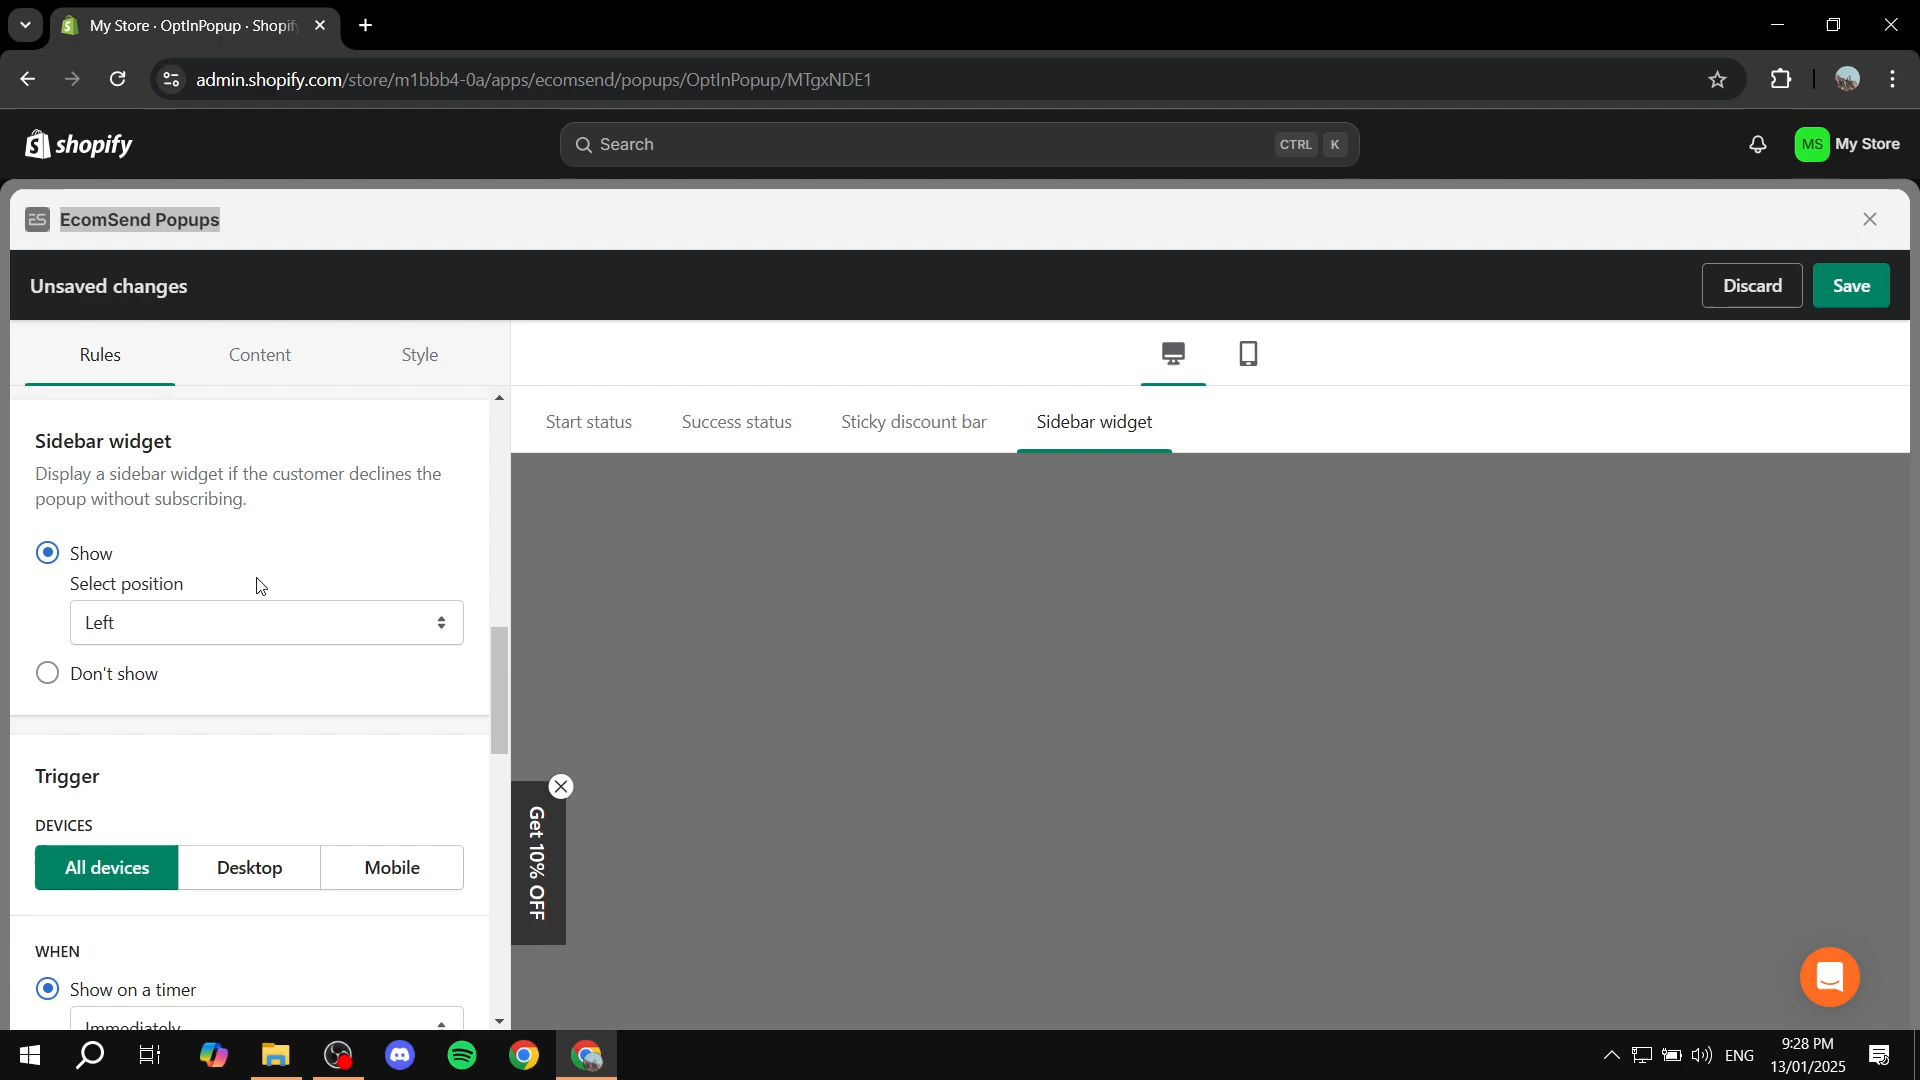 My Store · OptInPopup · Shopif
admin.shopify.com/store/m1bbb4-0a/apps/ecomsend/popups/OptInPopup/MTgxNDE1
shopify
Search
CTRL K
MS My Store
ES EcomSend Popups
Unsaved changes
Discard
Save
Rules
Content
Style
Start status
Success status
Sticky discount bar
Sidebar widget
Sidebar widget
Display a sidebar widget if the customer declines the
popup without subscribing.
Show
Select position
Left
Don't show
Trigger
DEVICES
All devices
Desktop
Mobile
WHEN
Show on a timer
Immediately
Get 10% OFF
ENG
9:28 PM
13/01/2025